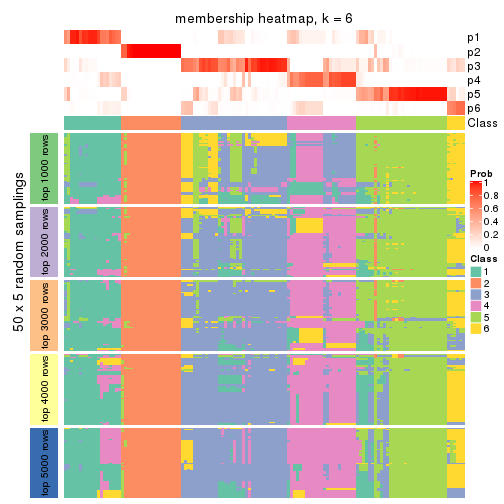 membership heatmap, k = 6
p1
p2
p3
p4
p5
p6
Class
50 x 5 random samplings
top 1000 rows
top 2000 rows
top 3000 rows
top 4000 rows
top 5000 rows
Prob
1
0.8
0.6
0.4
0.2
0
Class
1
2
3
4
5
6